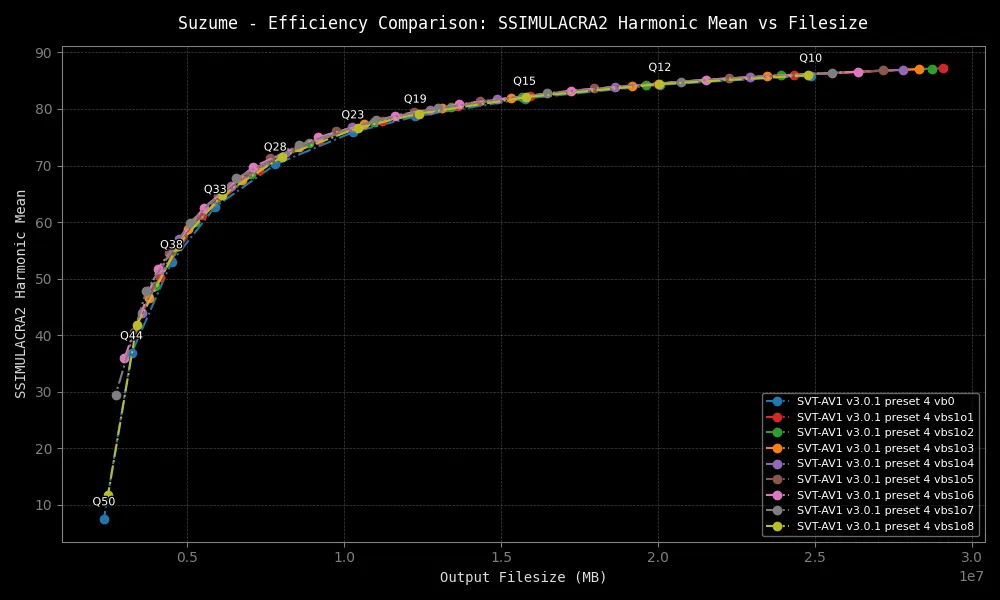 Suzume - Efficiency Comparison: SSIMULACRA2 Harmonic Mean vs Filesize
SSIMULACRA2 Harmonic Mean
90
80
70
60
50
40
30
20
10
Q10
Q12
Q15
Q19
Q23
Q28
Q33
Q38
Q44
Q50
SVT-AV1 v3.0.1 preset 4 vb0
SVT-AV1 v3.0.1 preset 4 vbs1o1
SVT-AV1 v3.0.1 preset 4 vbs1o2
SVT-AV1 v3.0.1 preset 4 vbs1o3
SVT-AV1 v3.0.1 preset 4 vbs1o4
SVT-AV1 v3.0.1 preset 4 vbs1o5
SVT-AV1 v3.0.1 preset 4 vbs1o6
SVT-AV1 v3.0.1 preset 4 vbs1o7
SVT-AV1 v3.0.1 preset 4 vbs1o8
0.5 1.0 1.5 2.0 2.5 3.0
1e7
Output Filesize (MB)